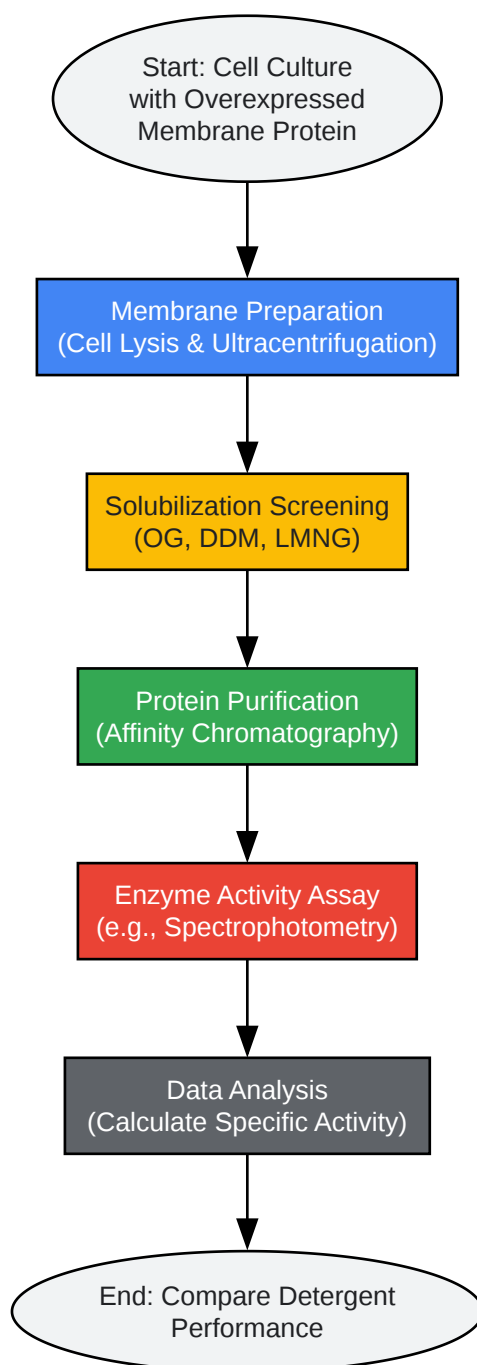 Start: Cell Culture
with Overexpressed
Membrane Protein
Membrane Preparation
(Cell Lysis & Ultracentrifugation)
Solubilization Screening
(OG, DDM, LMNG)
Protein Purification
(Affinity Chromatography)
Enzyme Activity Assay
(e.g., Spectrophotometry)
Data Analysis
(Calculate Specific Activity)
End: Compare Detergent
Performance